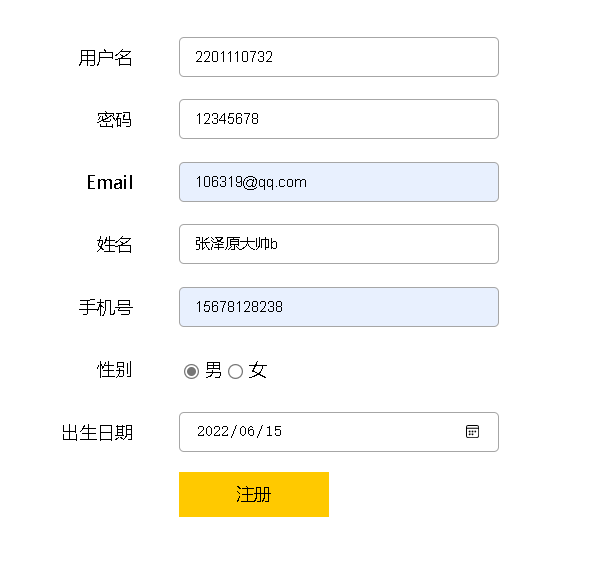 用户名 2201110732
密码 12345678
Email 106319@qq.com
姓名 张泽原大帅b
手机号 15678128238
性别 男 女
出生日期 2022/06/15
注册